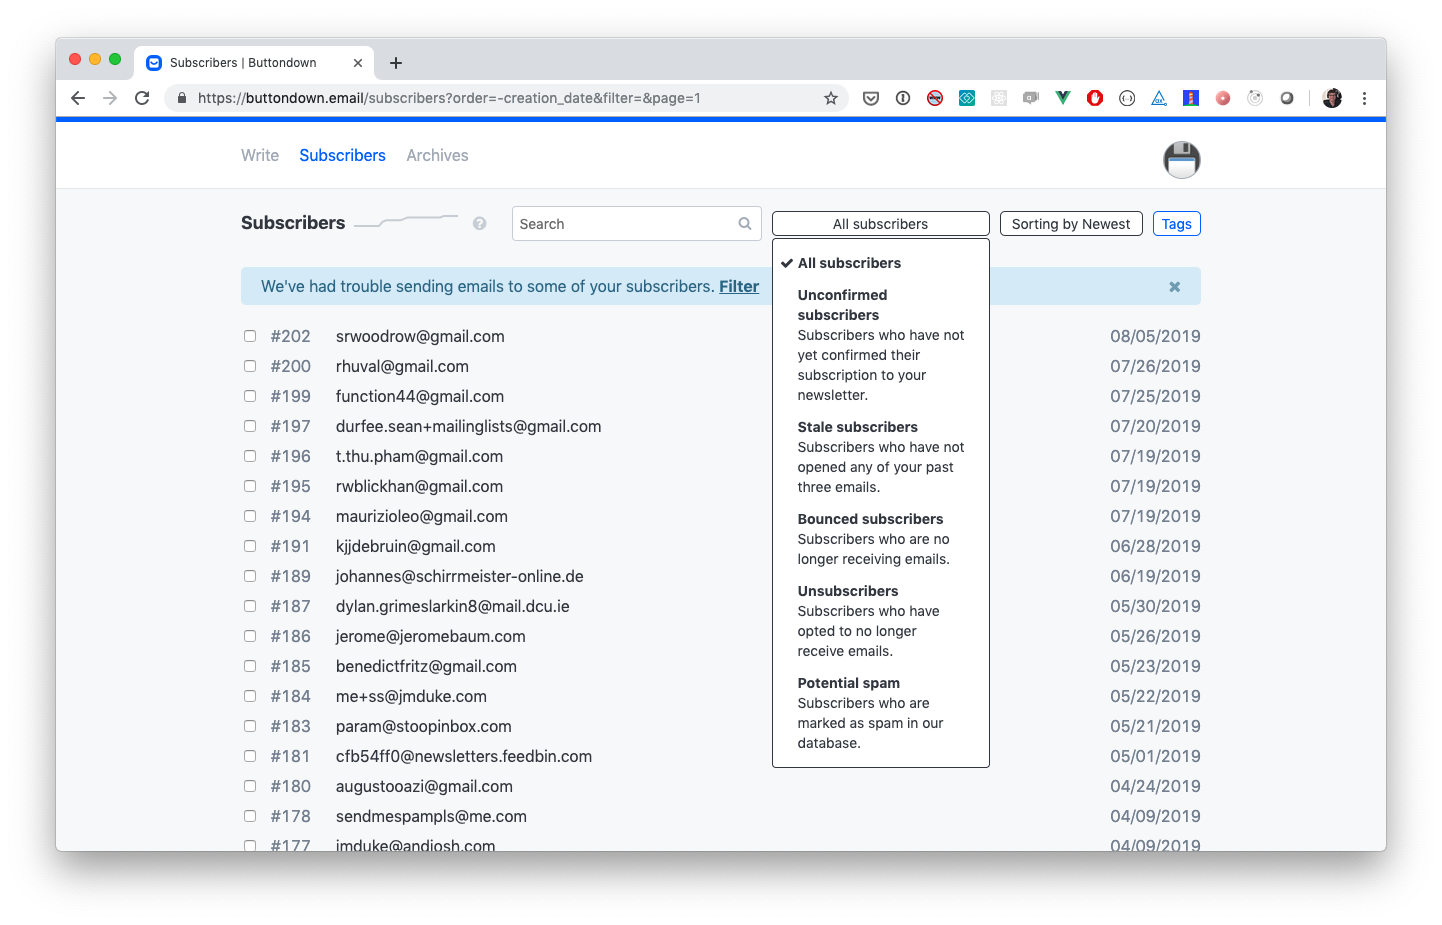 Subscribers | Buttondown
https://buttondown.email/subscribers?order=-creation_date&filter=&page=1
Write Subscribers Archives
Subscribers ? Search All subscribers Sorting by Newest Tags
We've had trouble sending emails to some of your subscribers. Filter
All subscribers
Unconfirmed
subscribers
Subscribers who have not
yet confirmed their
subscription to your
newsletter.
Stale subscribers
Subscribers who have not
opened any of your past
three emails.
Bounced subscribers
Subscribers who are no
longer receiving emails.
Unsubscribers
Subscribers who have
opted to no longer
receive emails.
Potential spam
Subscribers who are
marked as spam in our
database.
#202 srwoodrow@gmail.com 08/05/2019
#200 rhuval@gmail.com 07/26/2019
#199 function44@gmail.com 07/25/2019
#197 durfee.sean+mailinglists@gmail.com 07/20/2019
#196 t.thu.pham@gmail.com 07/19/2019
#195 rwblickhan@gmail.com 07/19/2019
#194 maurizioleo@gmail.com 07/19/2019
#191 kjjdebruin@gmail.com 06/28/2019
#189 johannes@schirrmeister-online.de 06/19/2019
#187 dylan.grimeslarkin8@mail.dcu.ie 05/30/2019
#186 jerome@jeromebaum.com 05/26/2019
#185 benedictfritz@gmail.com 05/23/2019
#184 me+ss@jmduke.com 05/22/2019
#183 param@stoopinbox.com 05/21/2019
#181 cfb54ff0@newsletters.feedbin.com 05/01/2019
#180 augustooazi@gmail.com 04/24/2019
#178 sendmespampls@me.com 04/09/2019
#177 jmduke@andjosh.com 04/09/2019